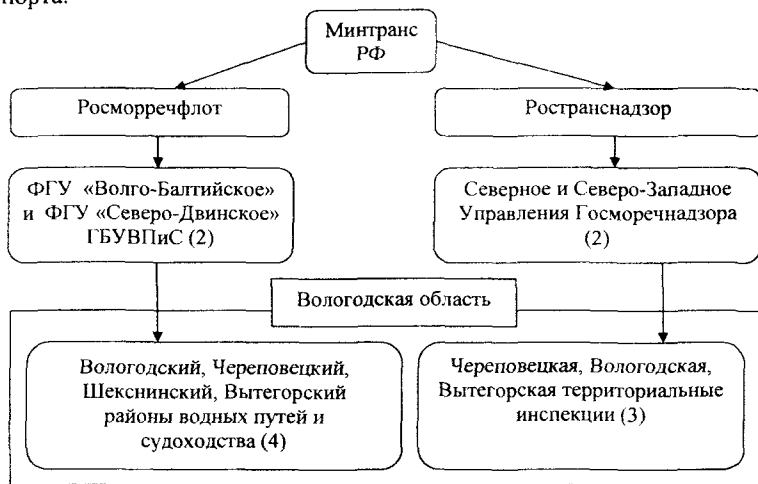 порта.
Минтранс
РФ
Росморречфлот
Ространснадзор
ФГУ «Волго-Балтийское»
и ФГУ «Северо-Двинское»
ГБУВПиС (2)
Северное и Северо-Западное
Управления Госморечнадзора
(2)
Вологодская область
Вологодский, Череповецкий,
Шекснинский, Вытегорский
районы водных путей и
судоходства (4)
Череповецкая, Вологодская,
Вытегорская территориальные
инспекции (3)